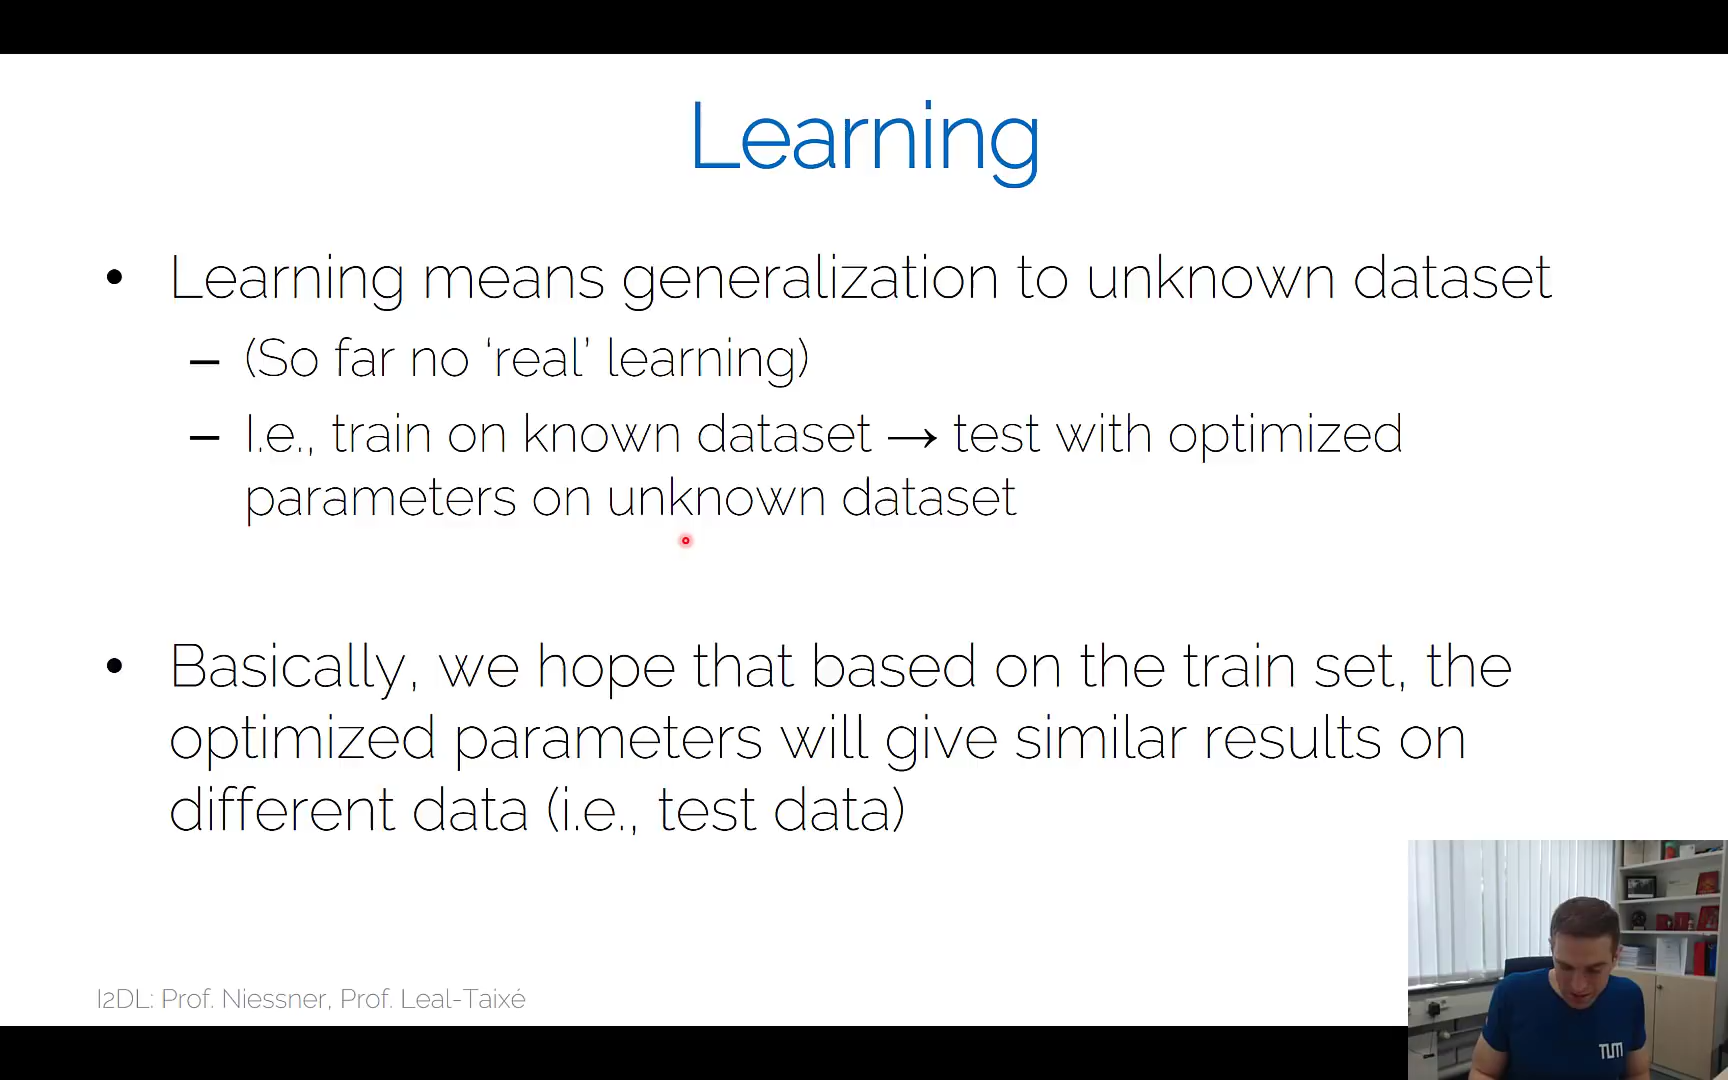 Learning
• Learning means generalization to unknown dataset
– (So far no ‘real’ learning)
– I.e., train on known dataset → test with optimized
parameters on unknown dataset
• Basically, we hope that based on the train set, the
optimized parameters will give similar results on
different data (i.e., test data)
I2DL: Prof. Niessner, Prof. Leal-Taixé
TUM